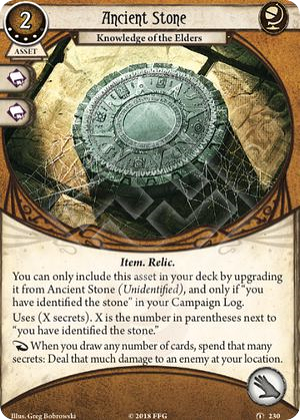 Ancient Stone
2
Knowledge of the Elders
ASSET
Item. Relic.
You can only include this asset in your deck by upgrading
it from Ancient Stone (Unidentified), and only if "you
have identified the stone" in your Campaign Log.
Uses (X secrets). X is the number in parentheses next to
"you have identified the stone."
When you draw any number of cards, spend that many
secrets: Deal that much damage to an enemy at your location.
Illus. Greg Bobrowski
© 2018 FFG
230